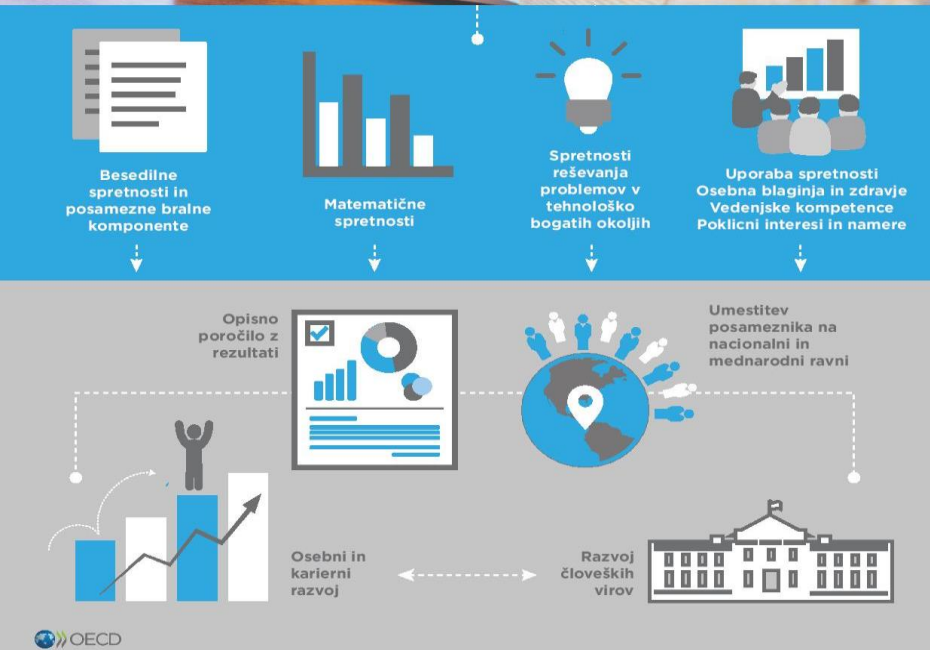 Besedilne
spretnosti in
posamezne bralne
komponente
Matematične
spretnosti
Spretnosti
reševanja
problemov v
tehnološko
bogatih okoljih
Uporaba spretnosti
Osebna blaginja in zdravje
Vedenjske kompetence
Poklicni interesi in namere
Opisno
poročilo z
rezultati
Umestitev
posameznika na
nacionalni in
mednarodni ravni
Osebni in
karierni
razvoj
Razvoj
človeških
virov
OECD